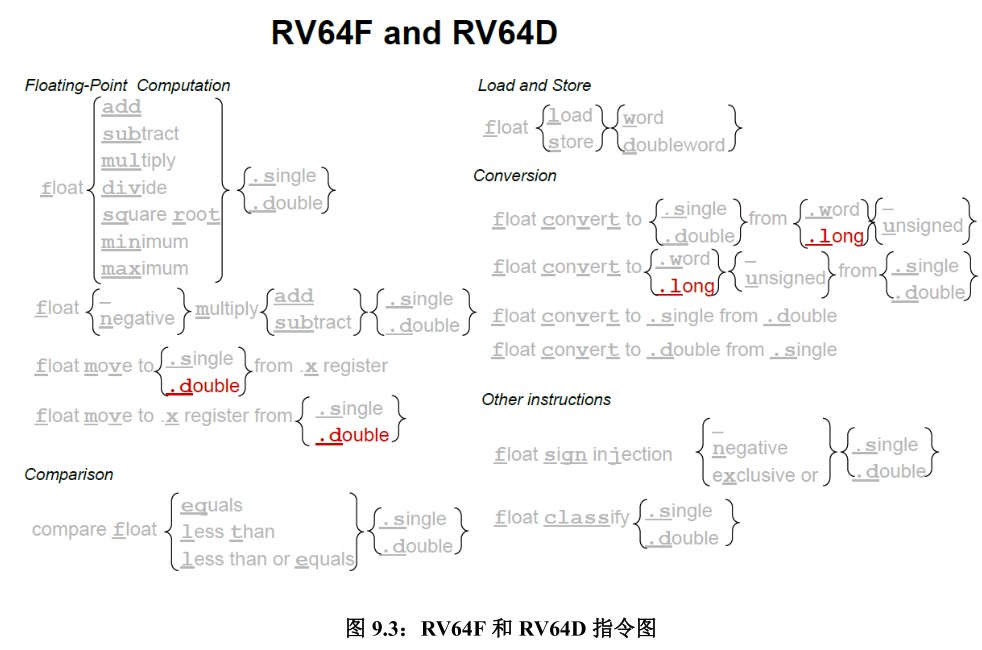 RV64F and RV64D
Floating-Point Computation
float
add
subtract
multiply
divide
square root
minimum
maximum
.single
.double
float
_
negative
multiply
add
subtract
.single
.double
float move to
.single
.double
from .x register
float move to .x register from
.single
.double
Comparison
compare float
equals
less than
less than or equals
.single
.double
Load and Store
float
load
store
word
doubleword
Conversion
float convert to
.single
.double
from
.word
.long
_
unsigned
float convert to
.word
.long
_
unsigned
from
.single
.double
float convert to .single from .double
float convert to .double from .single
Other instructions
float sign injection
_
negative
exclusive or
.single
.double
float classify
.single
.double
图 9.3：RV64F 和 RV64D 指令图